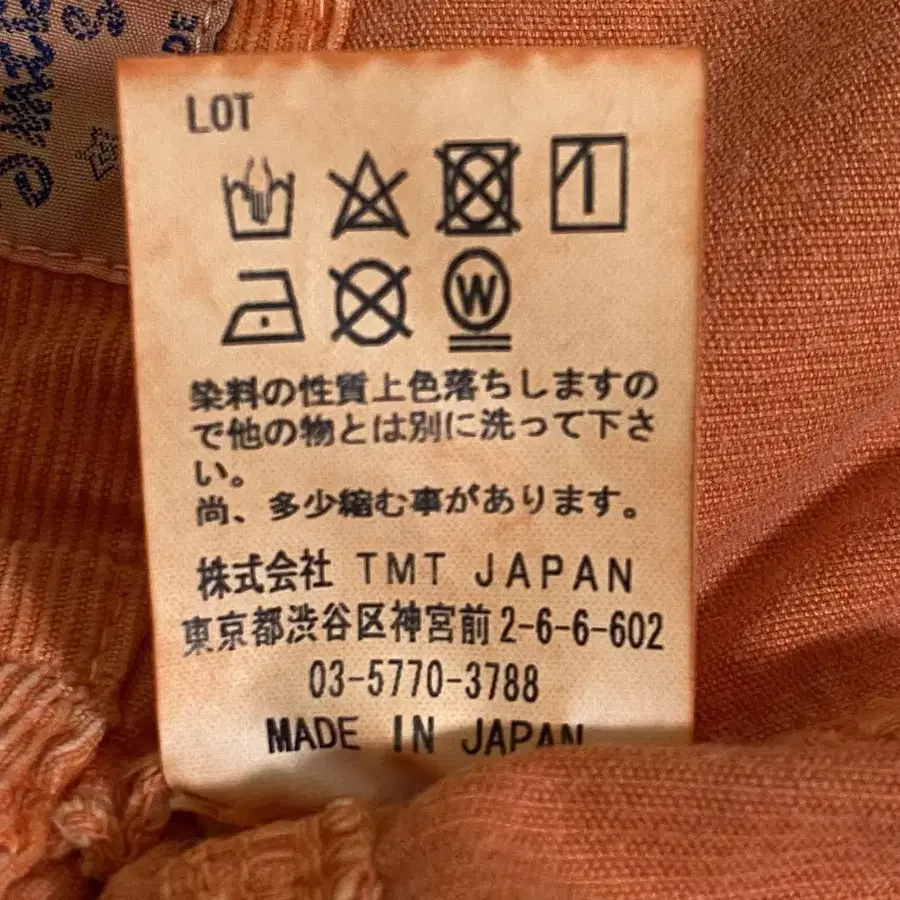 LOT
W
染料の性質上色落ちしますの
で他の物とは別に洗って下さ
い。
尚、多少縮む事があります。
株式会社 TMT JAPAN
東京都渋谷区神宮前2-6-6-602
03-5770-3788
MADE IN JAPAN